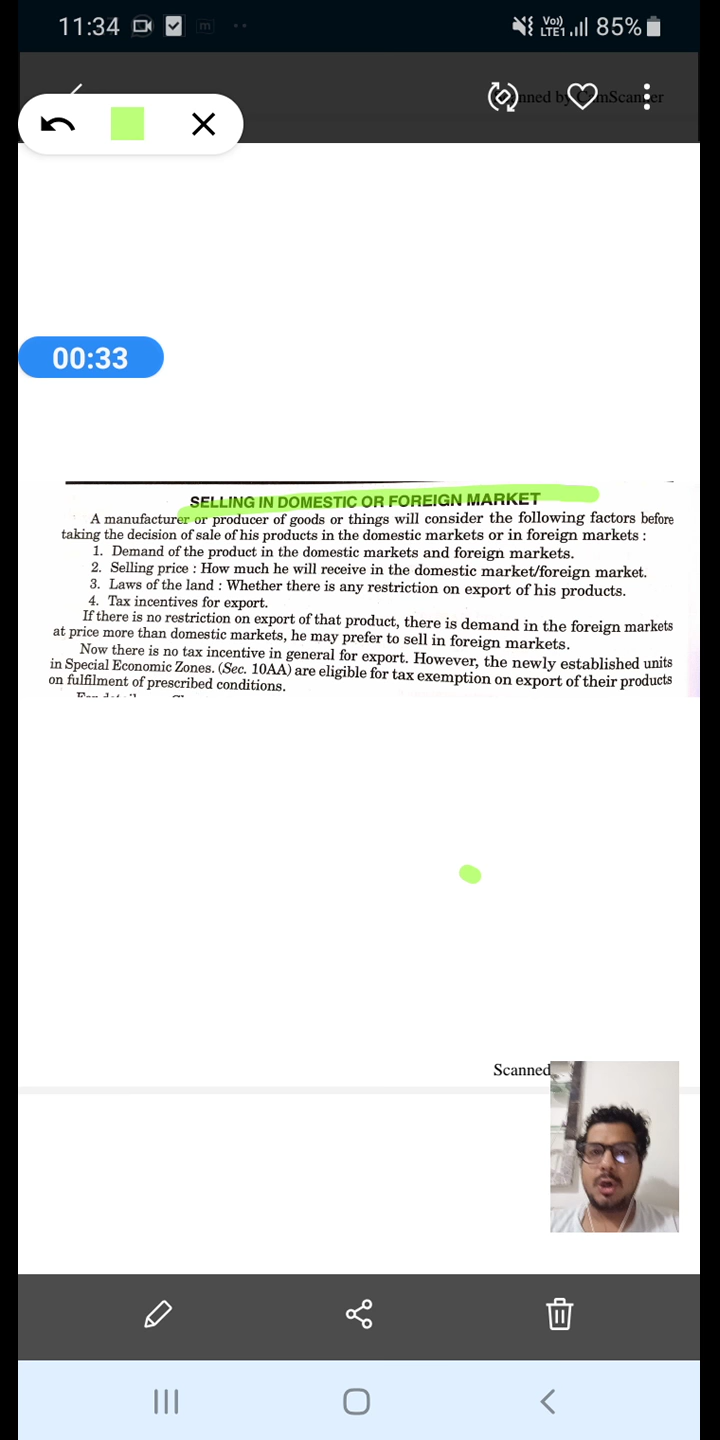 11:34
Vo))
LTE1
85%
nned by CamScanner
00:33
SELLING IN DOMESTIC OR FOREIGN MARKET
A manufacturer or producer of goods or things will consider the following factors before
taking the decision of sale of his products in the domestic markets or in foreign markets :
1. Demand of the product in the domestic markets and foreign markets.
2. Selling price : How much he will receive in the domestic market/foreign market.
3. Laws of the land : Whether there is any restriction on export of his products.
4. Tax incentives for export.
If there is no restriction on export of that product, there is demand in the foreign markets
at price more than domestic markets, he may prefer to sell in foreign markets.
Now there is no tax incentive in general for export. However, the newly established units
in Special Economic Zones. (Sec. 10AA) are eligible for tax exemption on export of their products
on fulfilment of prescribed conditions.
Scanned